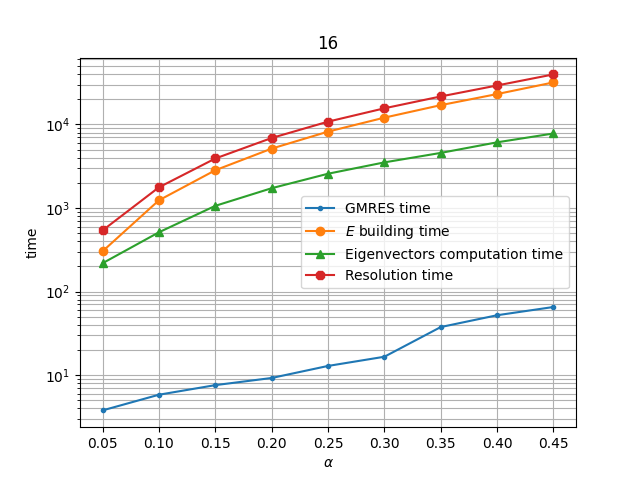 16
time
10⁴
10³
10²
10¹
GMRES time
E building time
Eigenvectors computation time
Resolution time
0.05 0.10 0.15 0.20 0.25 0.30 0.35 0.40 0.45
α